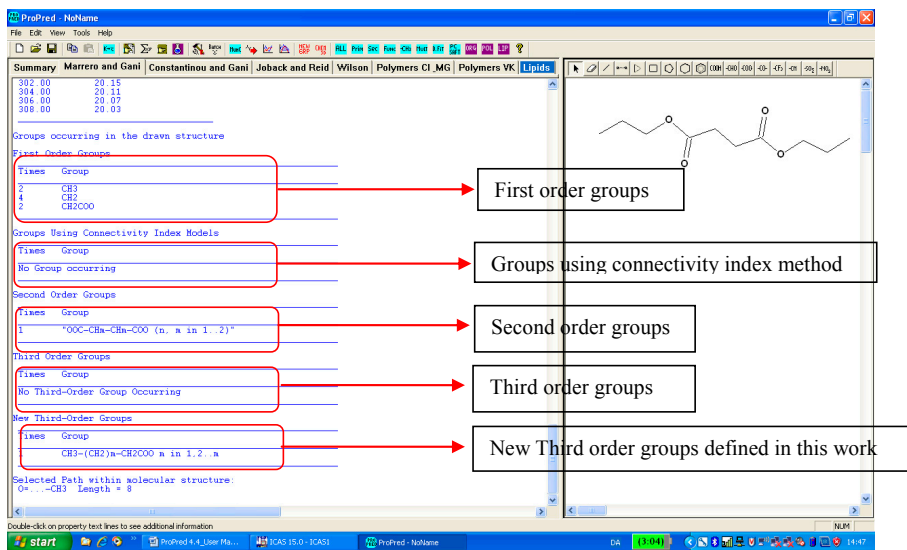 ProPred - NoName
File Edit View Tools Help
Summary Marrero and Gani Constantinou and Gani Joback and Reid Wilson Polymers CI_MG Polymers VK Lipids
302.00 20.15
304.00 20.11
306.00 20.07
308.00 20.03
Groups occurring in the drawn structure
First Order Groups
Times Group
2 CH3
4 CH2
2 CH2COO
First order groups
Groups Using Connectivity Index Models
Times Group
No Group occurring
Groups using connectivity index method
Second Order Groups
Times Group
1 "OOC-CHm-CHm-COO (n, m in 1..2)"
Second order groups
Third Order Groups
Times Group
No Third-Order Group Occurring
Third order groups
New Third-Order Groups
Times Group
CH3-(CH2)m-CH2COO m in 1,2..m
New Third order groups defined in this work
Selected Path within molecular structure:
O=...-CH3 Length = 8
O
O
O
O
Double-click on property text lines to see additional information
NUM
start
ProPred 4.4_User Ma...
ICAS 15.0 - ICAS1
ProPred - NoName
DA
(3:04)
14:47